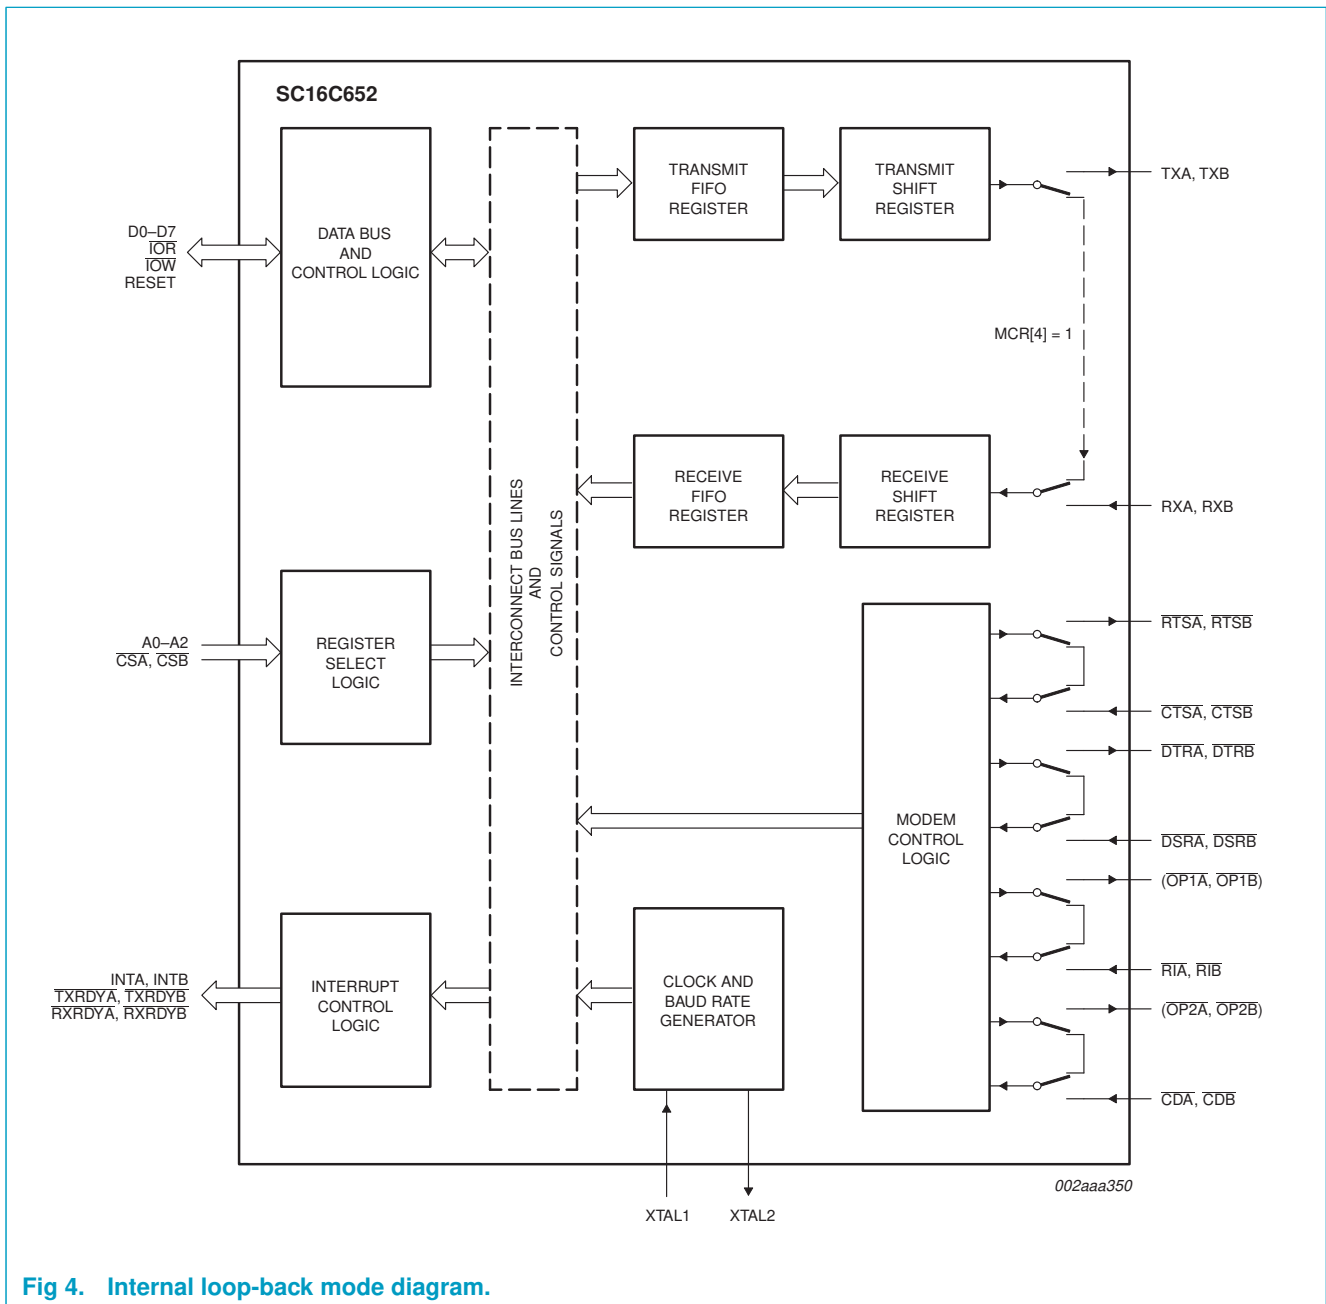 SC16C652
DATA BUS
AND
CONTROL LOGIC
D0–D7
IOR
IOW
RESET
TRANSMIT
FIFO
REGISTER
TRANSMIT
SHIFT
REGISTER
TXA, TXB
MCR[4] = 1
RECEIVE
FIFO
REGISTER
RECEIVE
SHIFT
REGISTER
RXA, RXB
INTERCONNECT BUS LINES
AND
CONTROL SIGNALS
A0–A2
CSA, CSB
REGISTER
SELECT
LOGIC
MODEM
CONTROL
LOGIC
RTSA, RTSB
CTSA, CTSB
DTRA, DTRB
DSRA, DSRB
(OP1A, OP1B)
RIA, RIB
(OP2A, OP2B)
CDA, CDB
INTA, INTB
TXRDYA, TXRDYB
RXRDYA, RXRDYB
INTERRUPT
CONTROL
LOGIC
CLOCK AND
BAUD RATE
GENERATOR
XTAL1
XTAL2
002aaa350
Fig 4. Internal loop-back mode diagram.